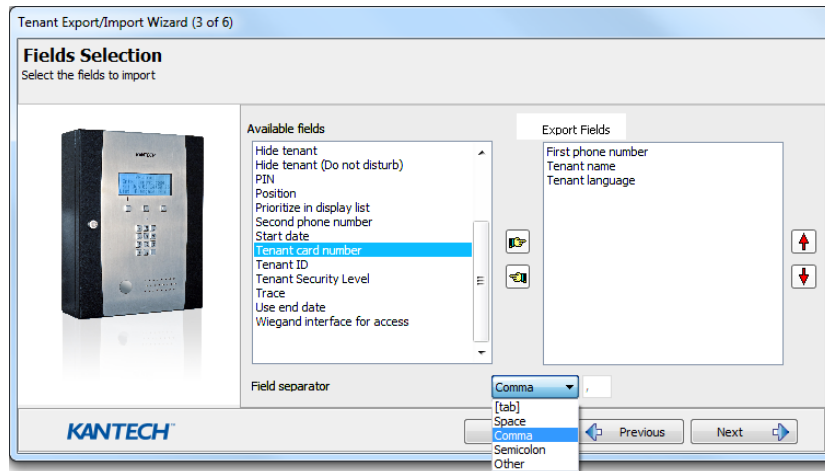 Tenant Export/Import Wizard (3 of 6)
Fields Selection
Select the fields to import
KANTECH
Available fields
Hide tenant
Hide tenant (Do not disturb)
PIN
Position
Prioritize in display list
Second phone number
Start date
Tenant card number
Tenant ID
Tenant Security Level
Trace
Use end date
Wiegand interface for access
Export Fields
First phone number
Tenant name
Tenant language
Field separator
Comma
,
[tab]
Space
Comma
Semicolon
Other
KANTECH
Previous
Next